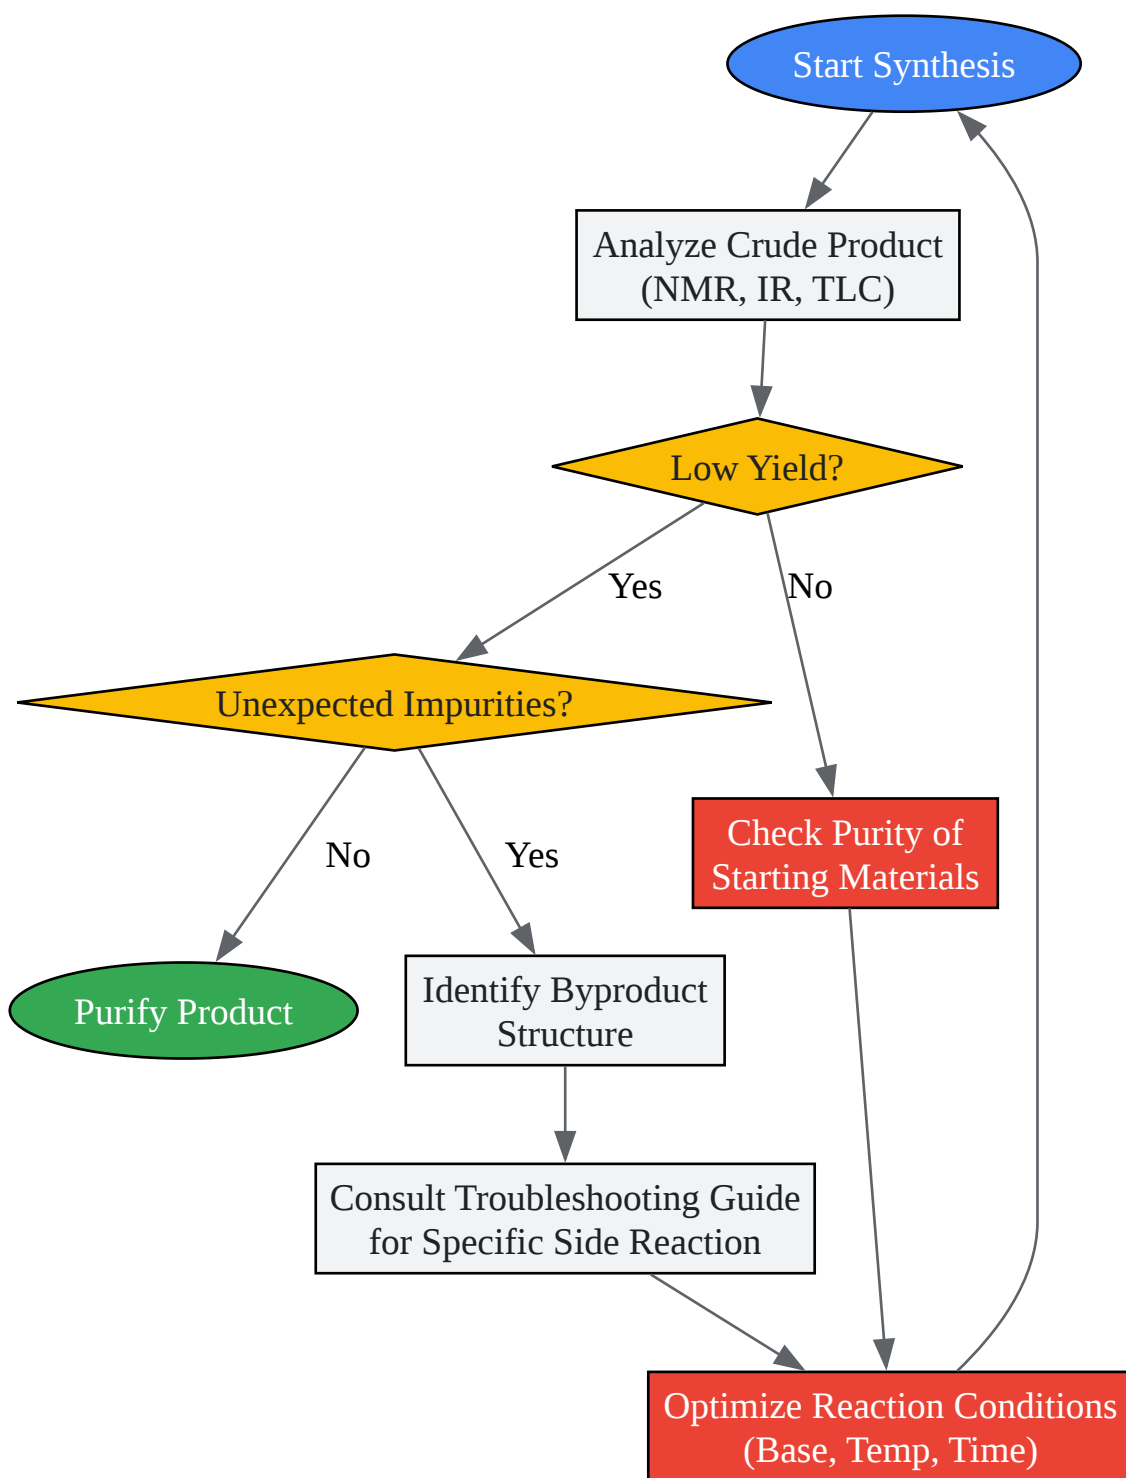 Start Synthesis
Analyze Crude Product
(NMR, IR, TLC)
Low Yield?
Yes
No
Unexpected Impurities?
Check Purity of
Starting Materials
No
Yes
Purify Product
Identify Byproduct
Structure
Consult Troubleshooting Guide
for Specific Side Reaction
Optimize Reaction Conditions
(Base, Temp, Time)